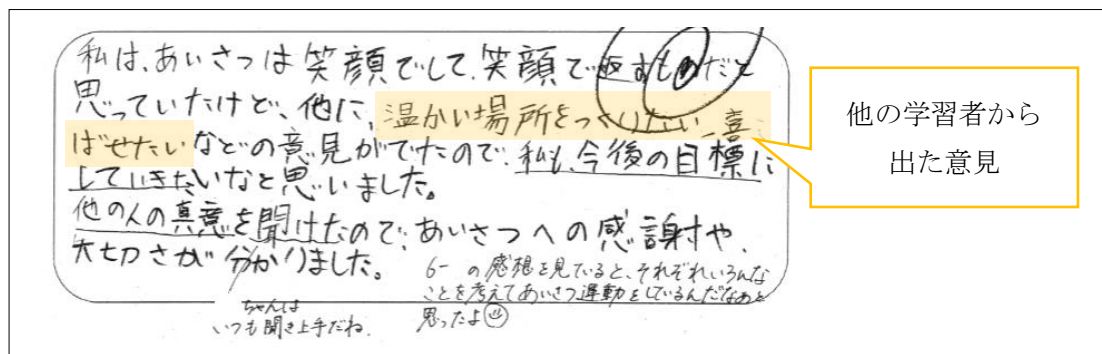 私は、あいさつは笑顔でして、笑顔で返すものだと
思っていたけど、他に、温かい場所をつくりたい、喜
ばせたいなどの意見がでたので、私も、今後の目標に
していきたいなと思いました。
他の人の真意を聞けたので、あいさつへの感謝や、
大切さが分かりました。
ちゃんは
いつも聞き上手だね。
6-の感想を見ていると、それぞれいろんな
ことを考えてあいさつ運動をしているんだなあと
思ったよ
他の学習者から
出た意見